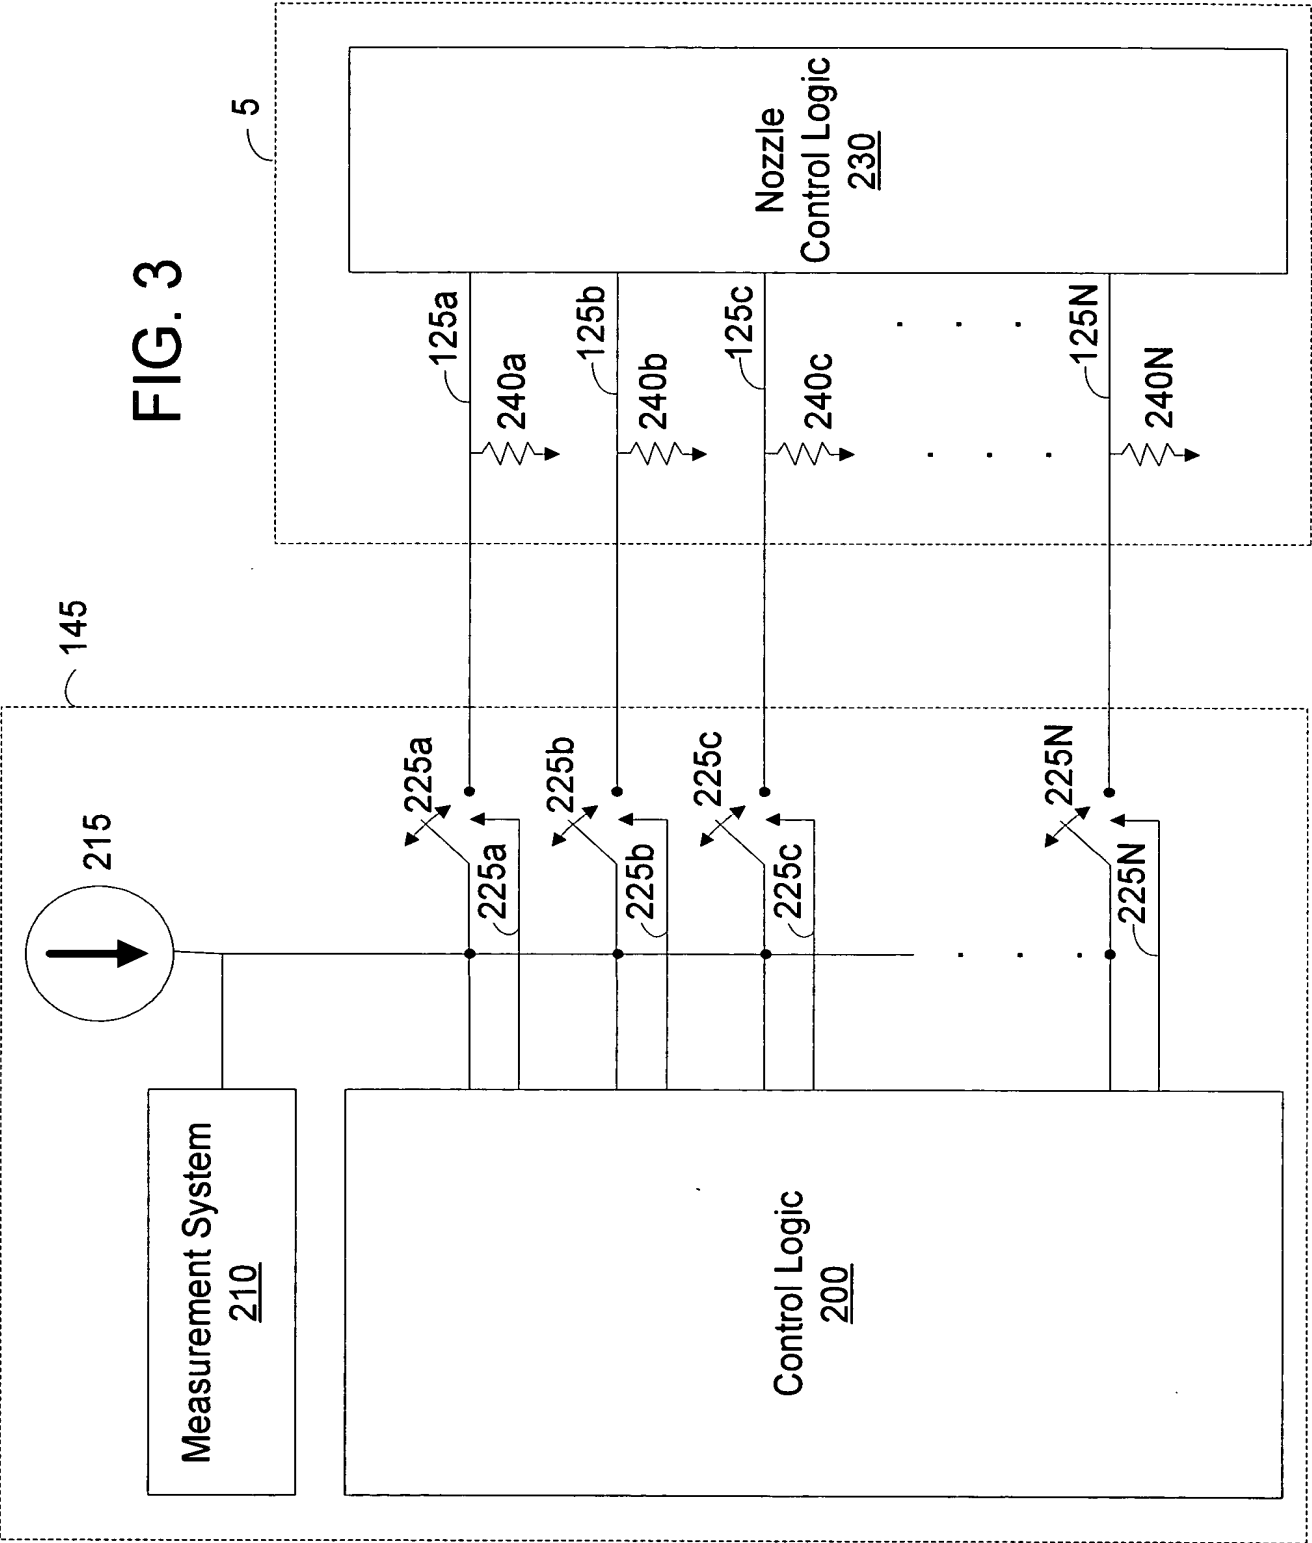 FIG. 3
145
5
215
Measurement System
210
Control Logic
200
225a
225a
225b
225b
225c
225c
225N
225N
125a
240a
125b
240b
125c
240c
125N
240N
Nozzle
Control Logic
230